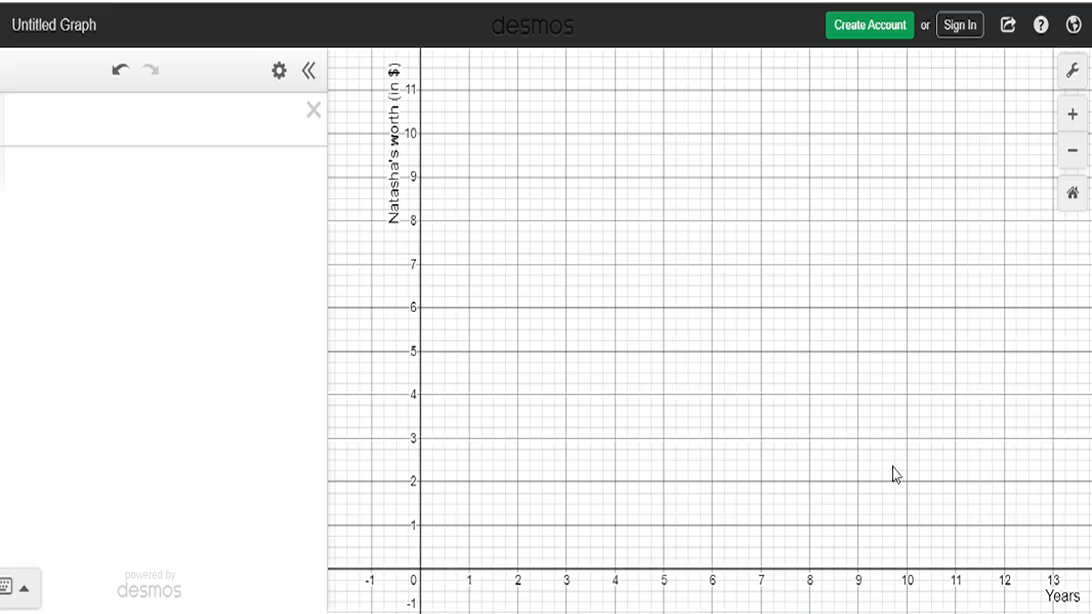 Untitled Graph
desmos
Create Account or Sign In
Natasha's worth (in $)
11
10
9
8
7
6
5
4
3
2
1
-1 0 1 2 3 4 5 6 7 8 9 10 11 12 13
Years
-1
powered by
desmos